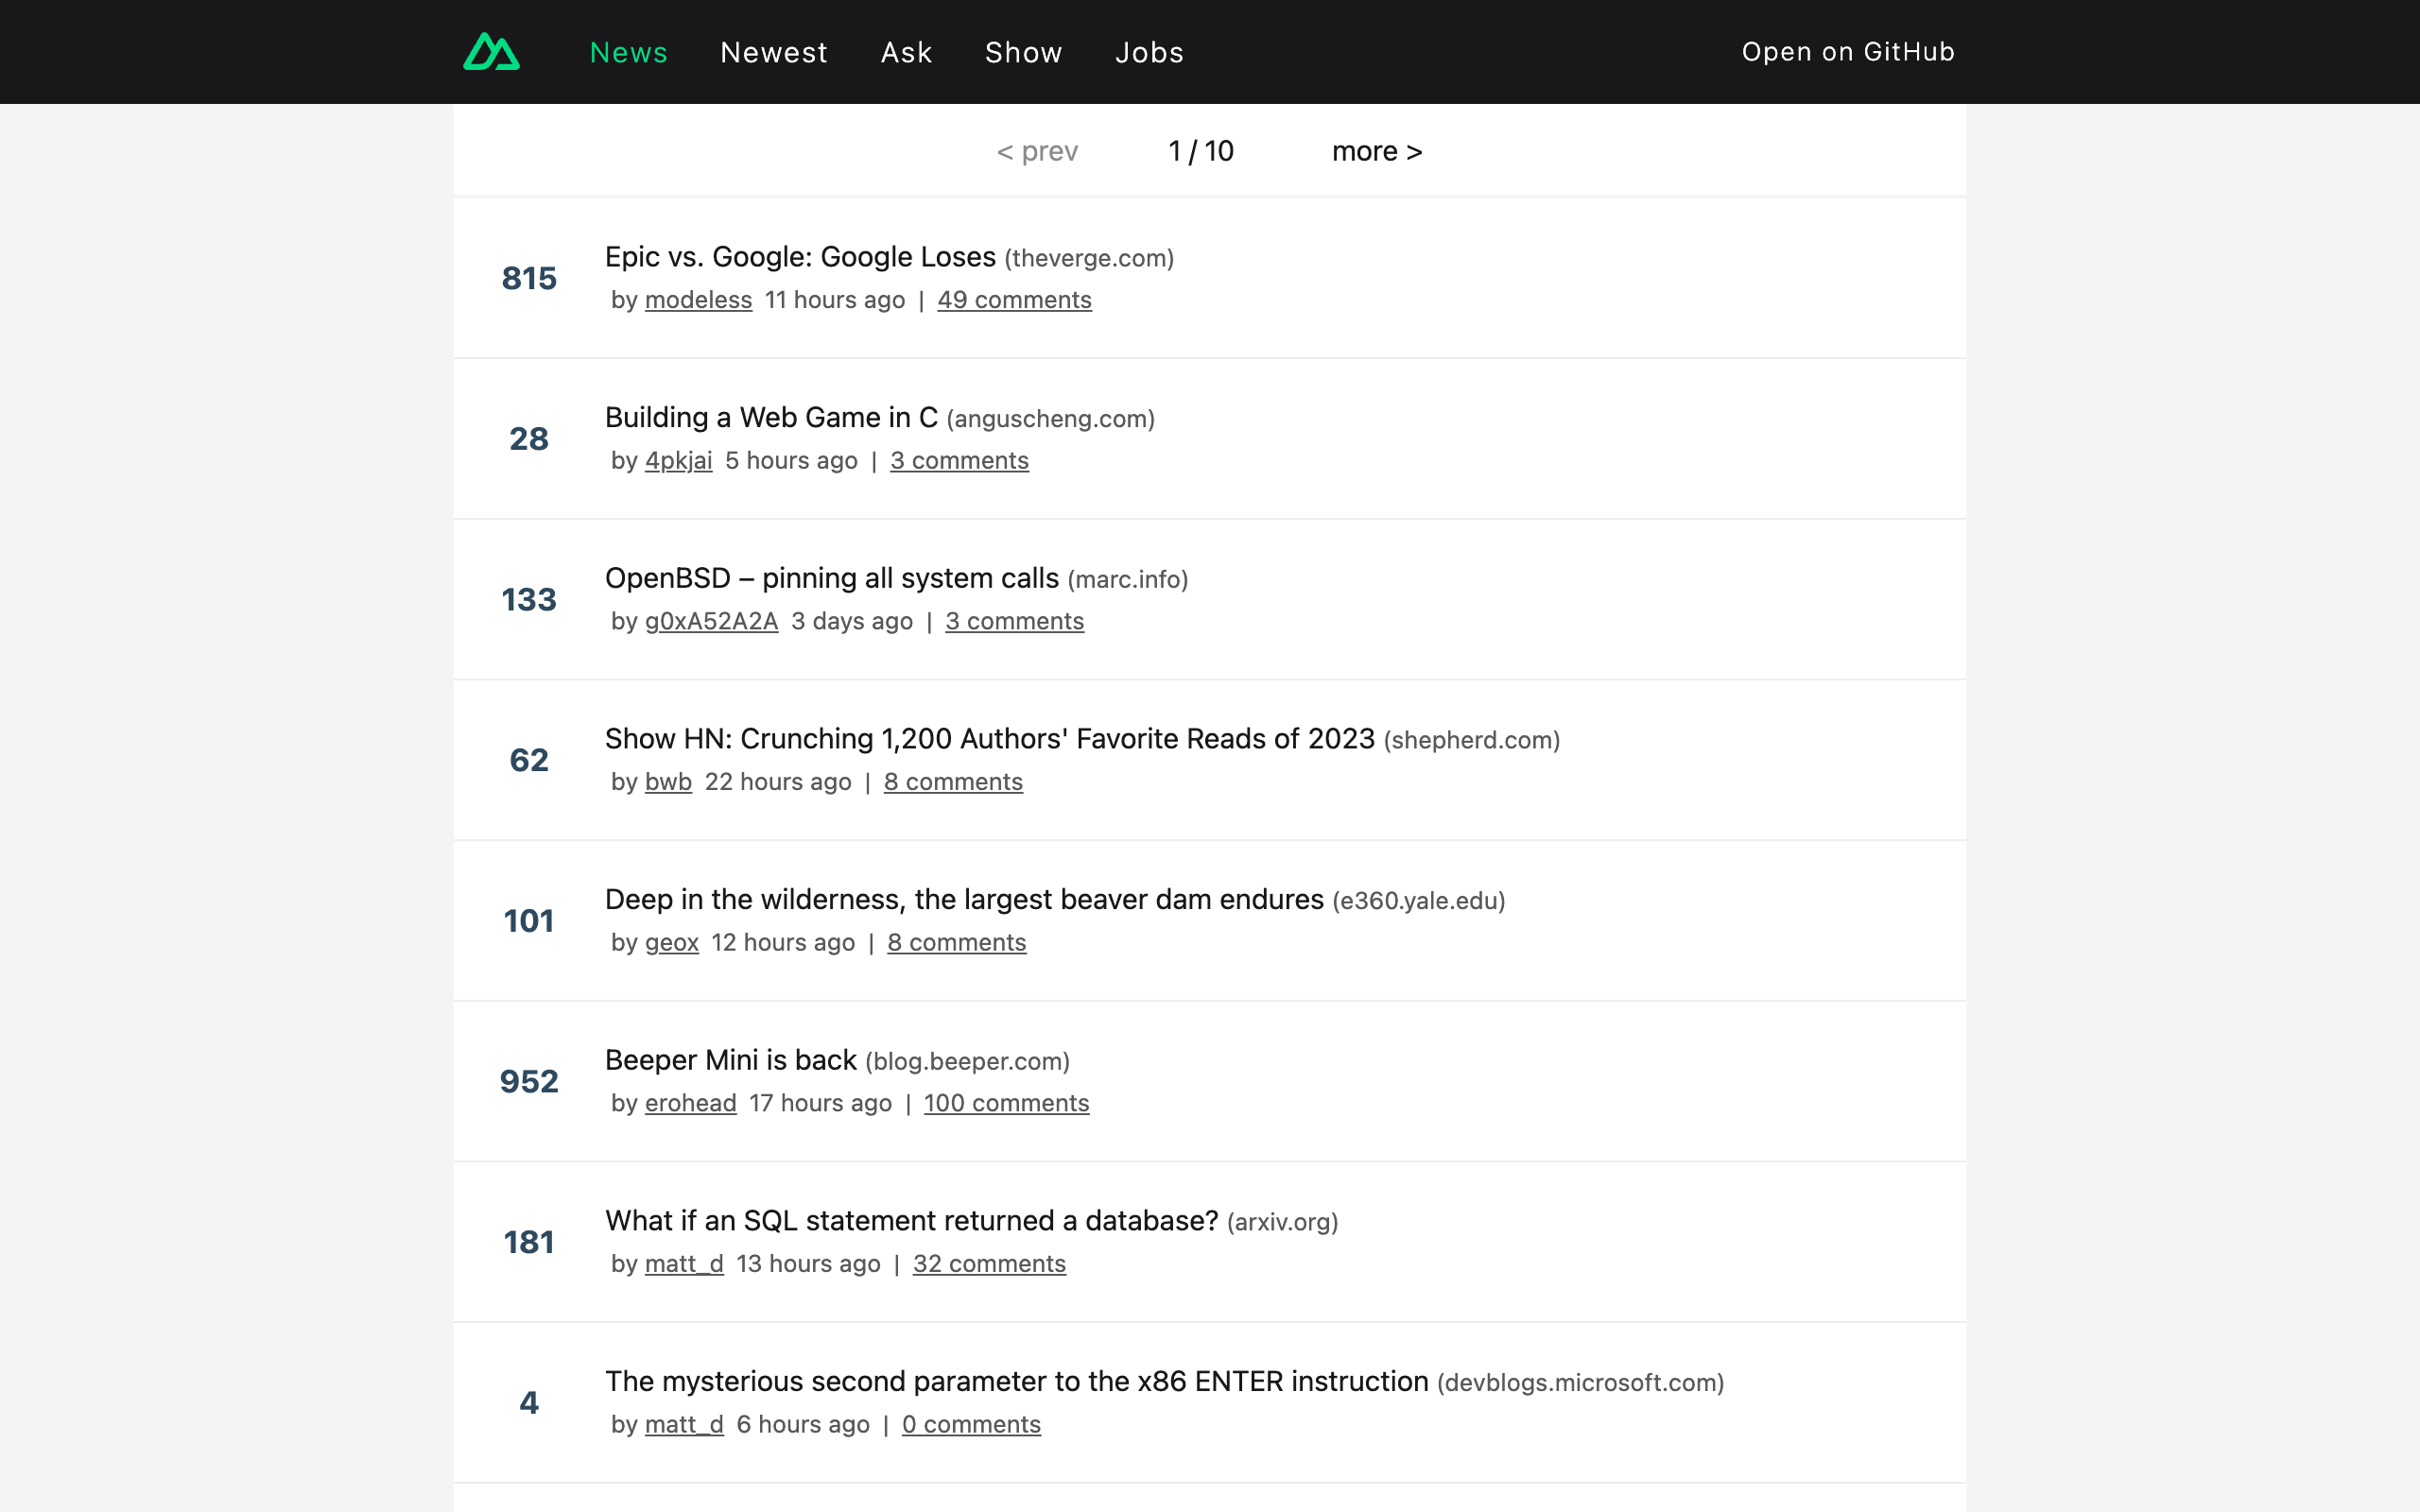 News Newest Ask Show Jobs Open on GitHub
< prev 1 / 10 more >
815
Epic vs. Google: Google Loses (theverge.com)
by modeless 11 hours ago | 49 comments
28
Building a Web Game in C (anguscheng.com)
by 4pkjai 5 hours ago | 3 comments
133
OpenBSD – pinning all system calls (marc.info)
by g0xA52A2A 3 days ago | 3 comments
62
Show HN: Crunching 1,200 Authors' Favorite Reads of 2023 (shepherd.com)
by bwb 22 hours ago | 8 comments
101
Deep in the wilderness, the largest beaver dam endures (e360.yale.edu)
by geox 12 hours ago | 8 comments
952
Beeper Mini is back (blog.beeper.com)
by erohead 17 hours ago | 100 comments
181
What if an SQL statement returned a database? (arxiv.org)
by matt_d 13 hours ago | 32 comments
4
The mysterious second parameter to the x86 ENTER instruction (devblogs.microsoft.com)
by matt_d 6 hours ago | 0 comments